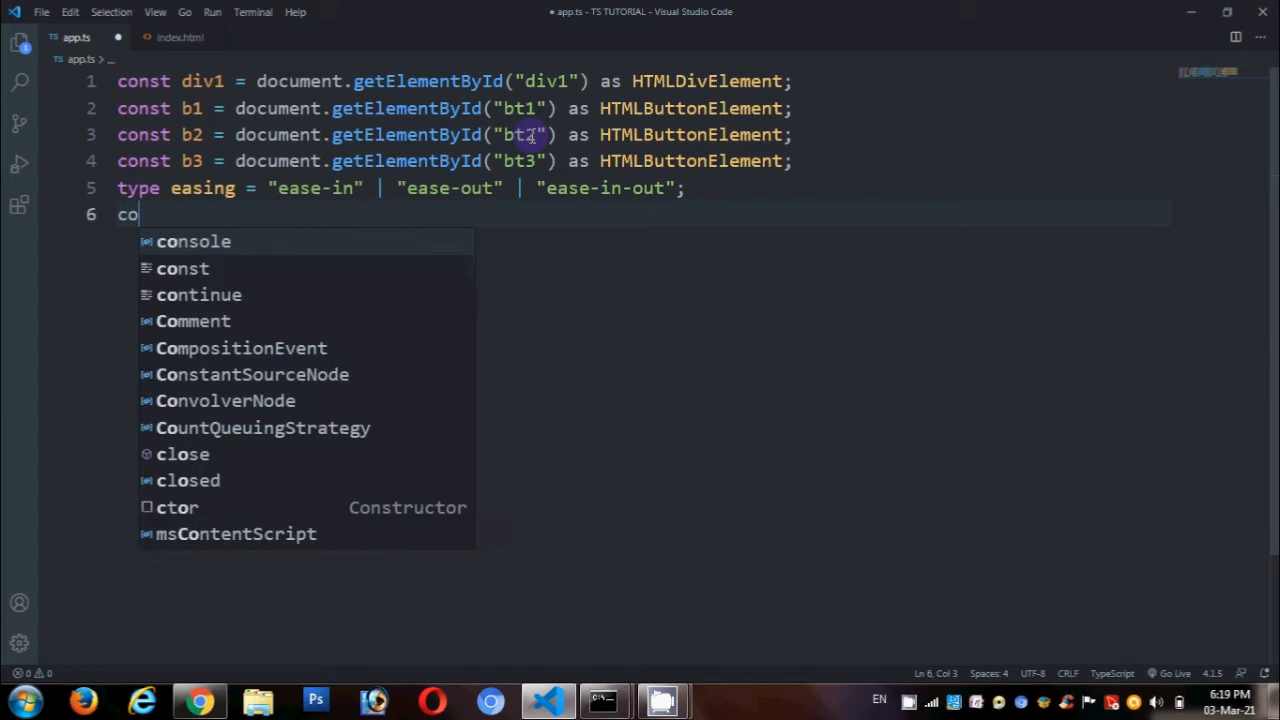 File Edit Selection View Go Run Terminal Help
● app.ts - TS TUTORIAL - Visual Studio Code
app.ts ●
index.html
app.ts > ...
1 const div1 = document.getElementById("div1") as HTMLDivElement;
2 const b1 = document.getElementById("bt1") as HTMLButtonElement;
3 const b2 = document.getElementById("bt2") as HTMLButtonElement;
4 const b3 = document.getElementById("bt3") as HTMLButtonElement;
5 type easing = "ease-in" | "ease-out" | "ease-in-out";
6 co
console
const
continue
Comment
CompositionEvent
ConstantSourceNode
ConvolverNode
CountQueuingStrategy
close
closed
ctor Constructor
msContentScript
1
0 0
Ln 6, Col 3 Spaces: 4 UTF-8 CRLF TypeScript Go Live 4.1.5
Ps
EN
6:19 PM
03-Mar-21